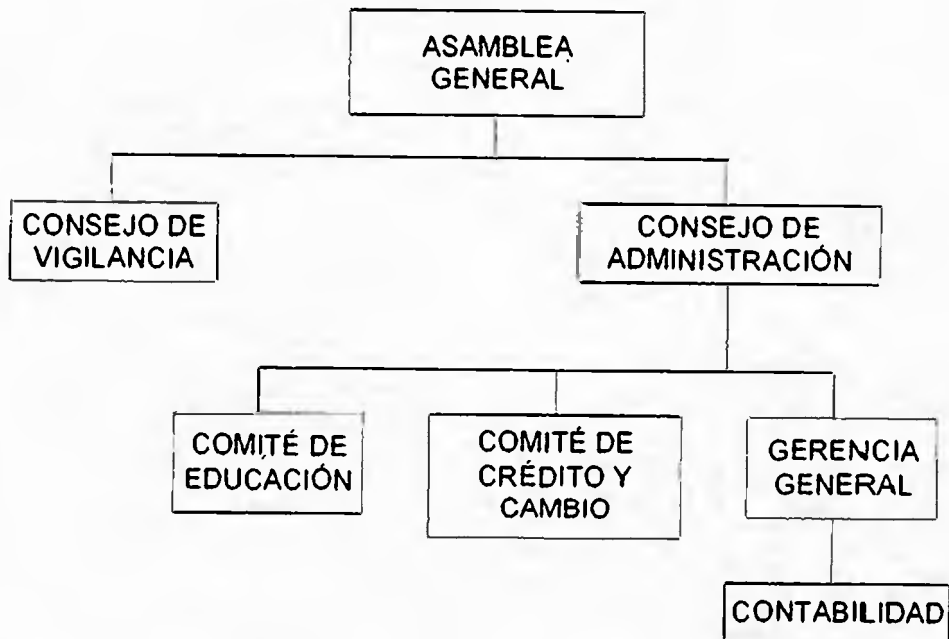 ASAMBLEA
GENERAL
CONSEJO DE
VIGILANCIA
CONSEJO DE
ADMINISTRACIÓN
COMITÉ DE
EDUCACIÓN
COMITÉ DE
CRÉDITO Y
CAMBIO
GERENCIA
GENERAL
CONTABILIDAD